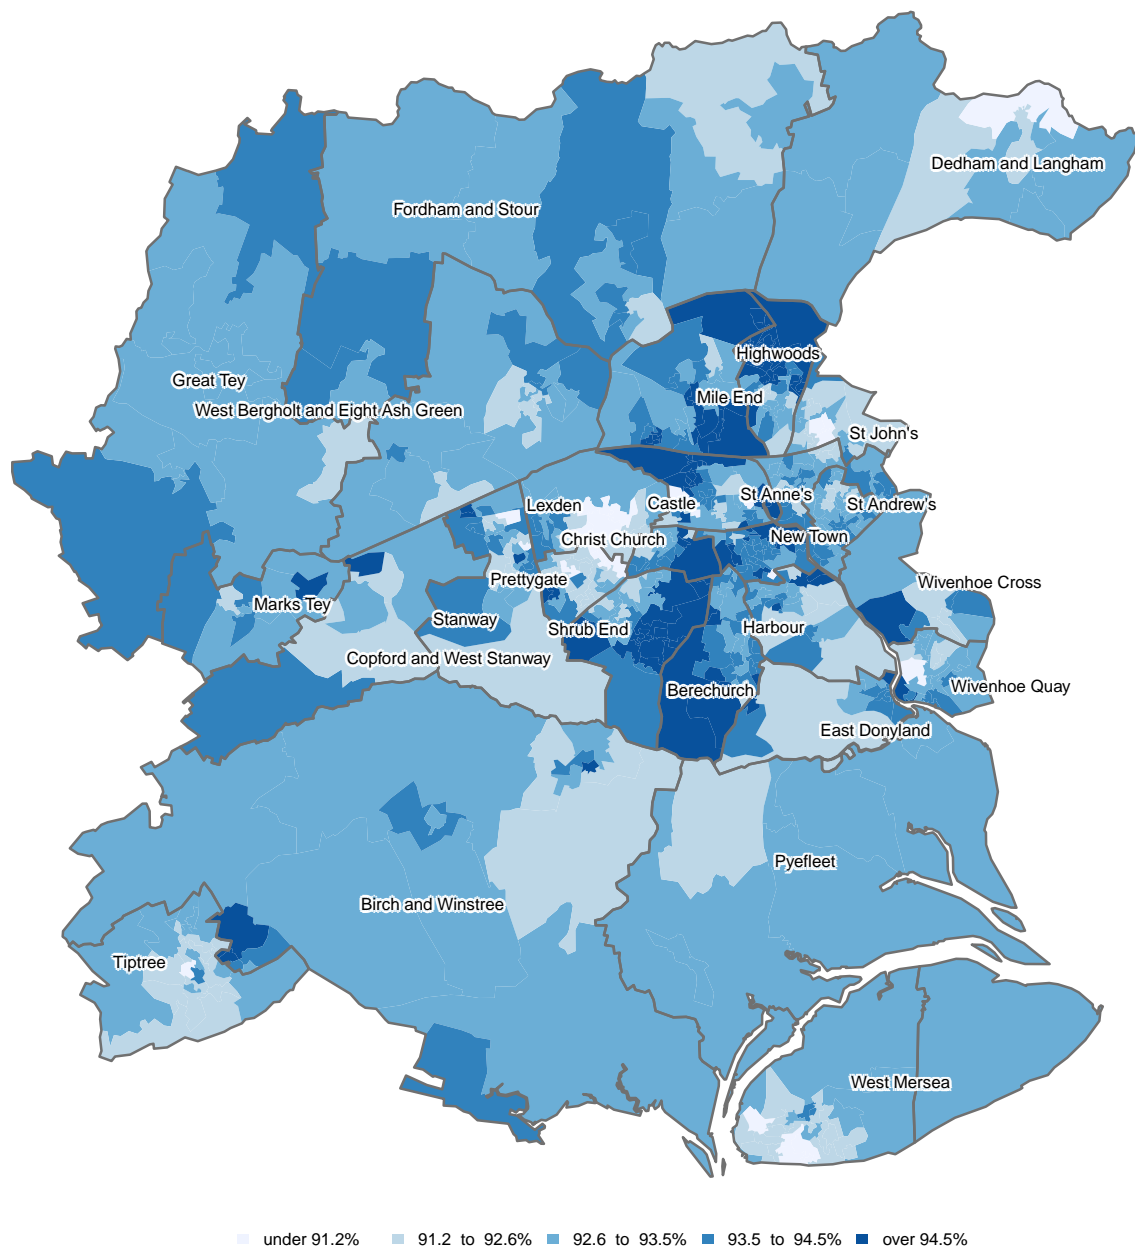 Dedham and Langham
Fordham and Stour
Highwoods
Great Tey
Mile End
West Bergholt and Eight Ash Green
St John's
Lexden
Castle
St Anne's
St Andrew's
Christ Church
New Town
Prettygate
Wivenhoe Cross
Marks Tey
Stanway
Shrub End
Harbour
Copford and West Stanway
Berechurch
Wivenhoe Quay
East Donyland
Pyefleet
Birch and Winstree
Tiptree
West Mersea
under 91.2% 91.2 to 92.6% 92.6 to 93.5% 93.5 to 94.5% over 94.5%